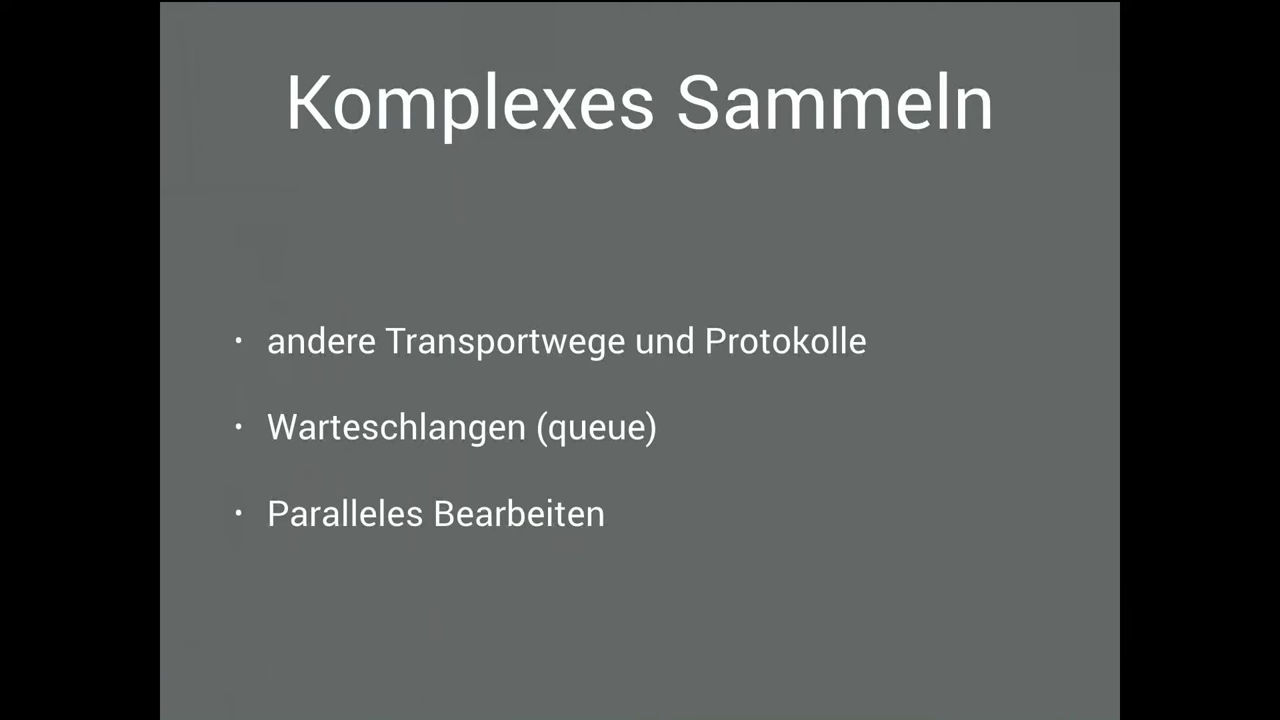 Komplexes Sammeln
• andere Transportwege und Protokolle
• Warteschlangen (queue)
• Paralleles Bearbeiten